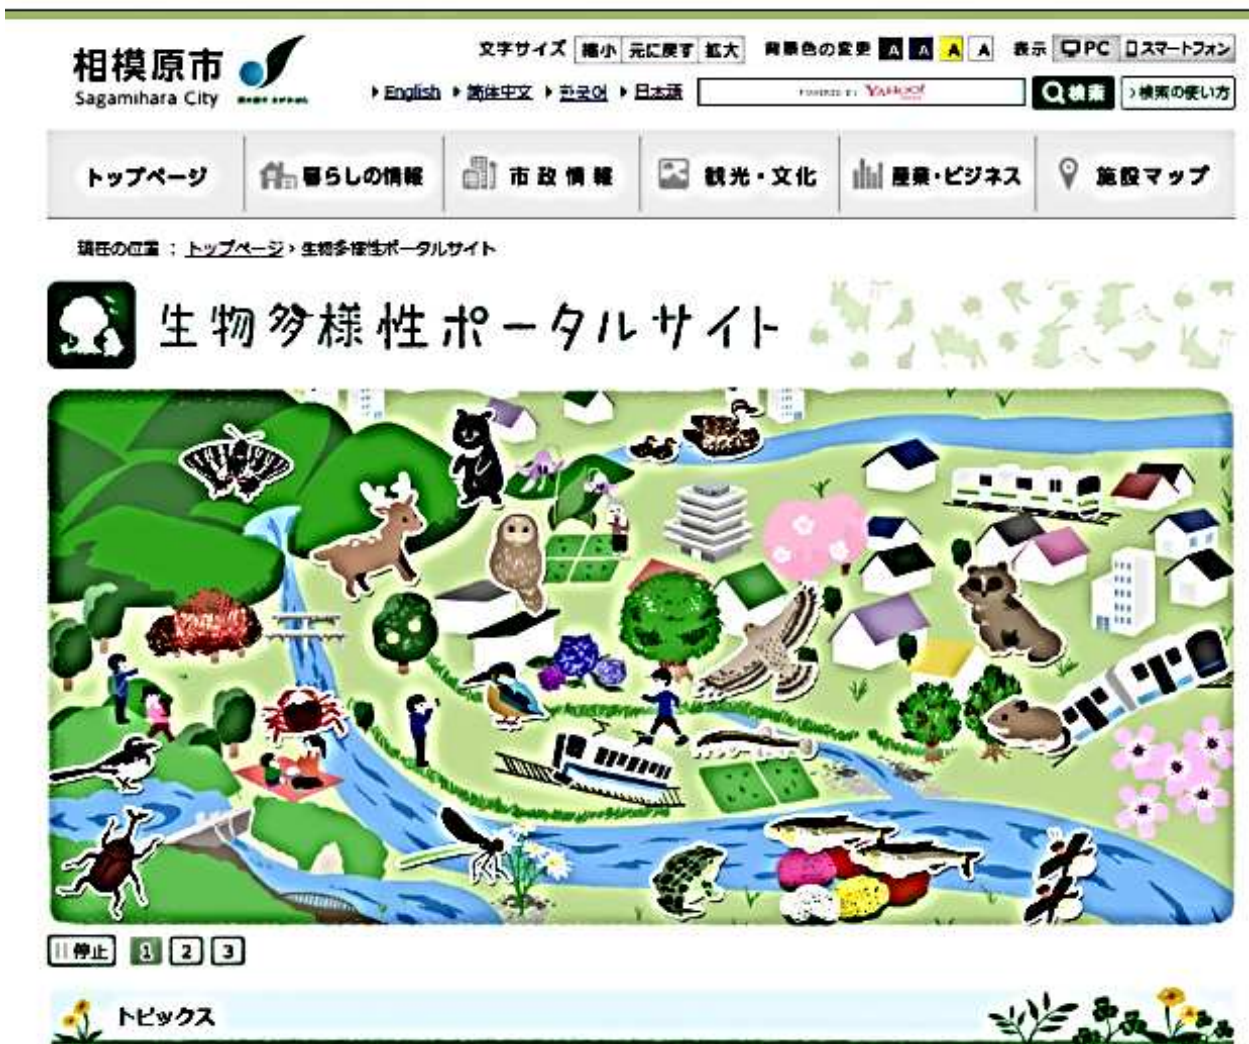 相模原市
Sagamihara City
文字サイズ 縮小 元に戻す 拡大 背景色の変更 A A A A 表示 PC スマートフォン
English 简体中文 한국어 日本語 POWERED BY YAHOO! 検索 検索の使い方
トップページ 暮らしの情報 市政情報 観光・文化 産業・ビジネス 施設マップ
現在の位置 : トップページ › 生物多様性ポータルサイト
生物多様性ポータルサイト
停止 1 2 3
トピックス